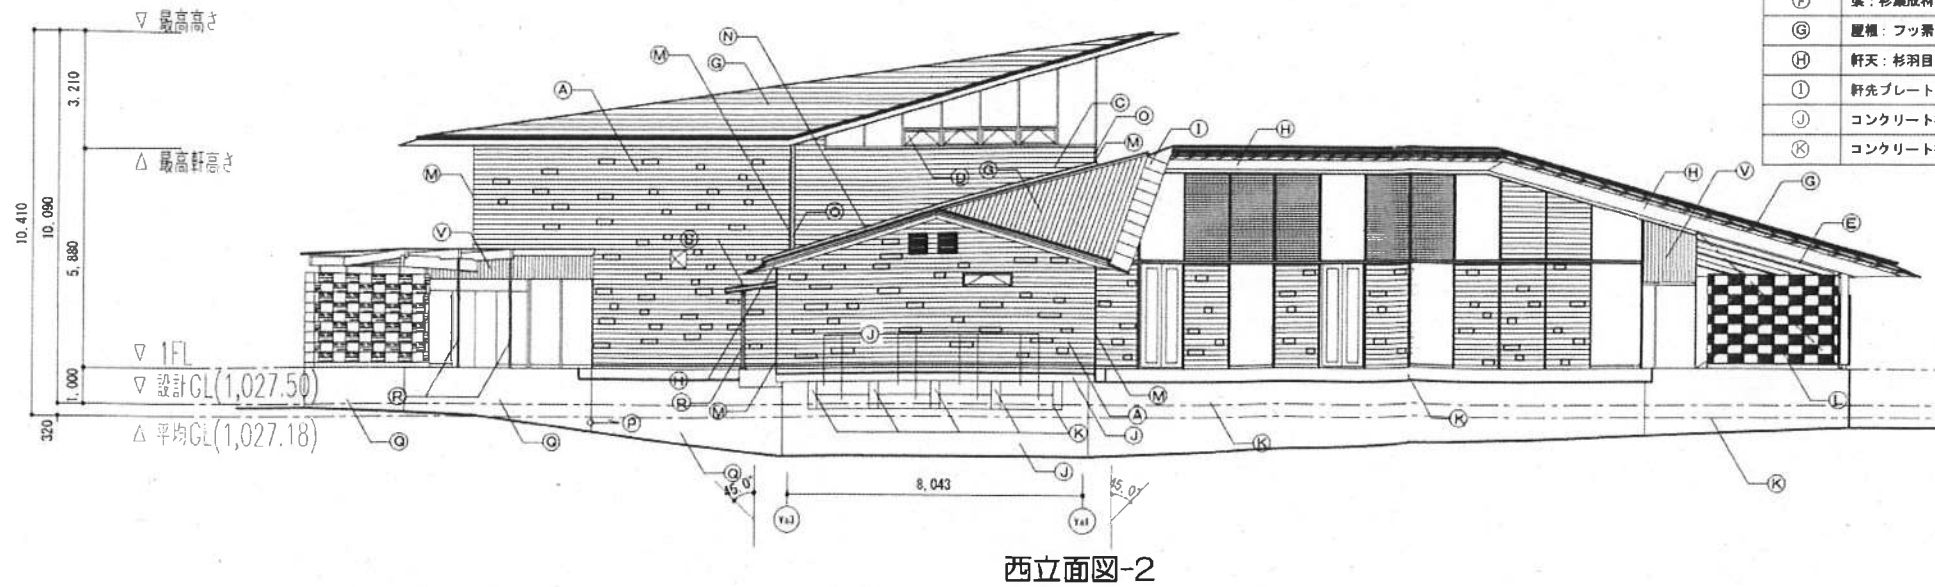 ▽ 最高高さ
3,210
△ 最高軒高さ
10,410
10,090
5,880
▽ 1FL
▽ 設計GL(1,027.50)
1,000
320
△ 平均GL(1,027.18)
N
M
G
A
C
O
M
I
H
D
G
M
V
O
H
V
G
E
J
H
R
M
R
Q
Q
P
Q
K
J
A
M
J
K
K
K
L
K
45.0°
8,043
45.0°
西立面図-2
G 屋根：フッ素
H 軒天：杉羽目
I 軒先プレート
J コンクリート
K コンクリート